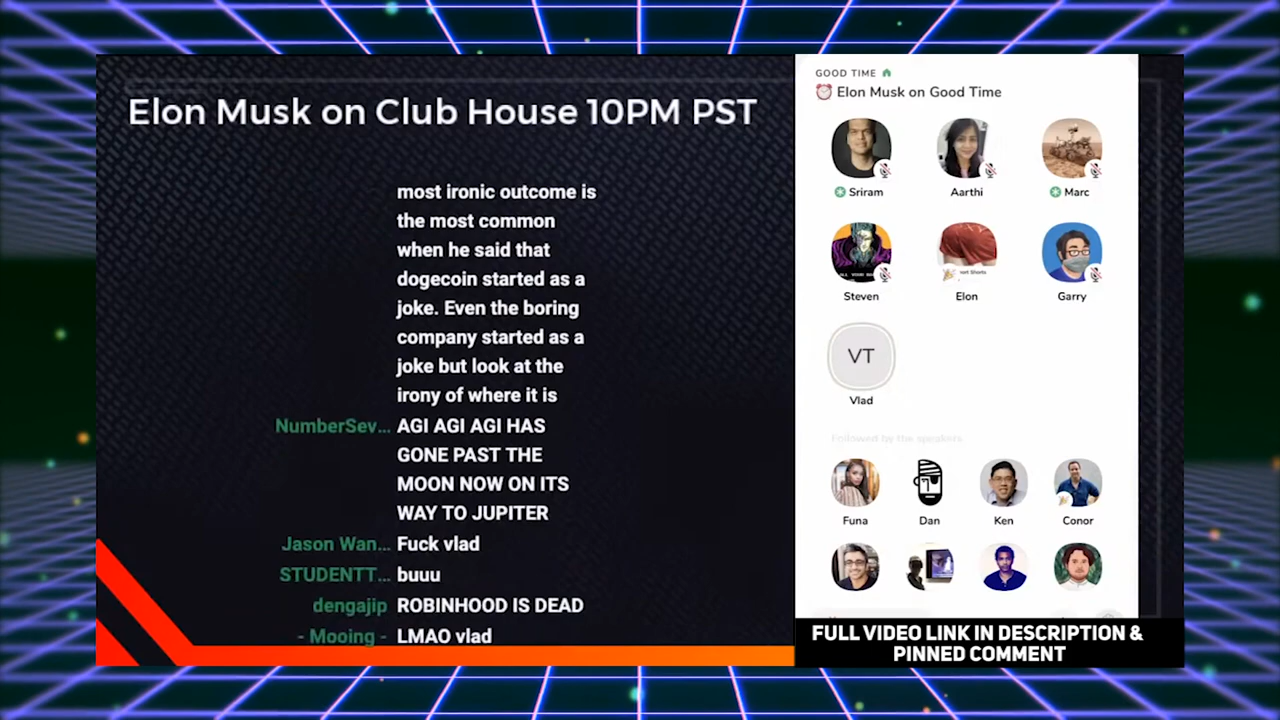 Elon Musk on Club House 10PM PST
most ironic outcome is
the most common
when he said that
dogecoin started as a
joke. Even the boring
company started as a
joke but look at the
irony of where it is
NumberSev... AGI AGI AGI HAS
GONE PAST THE
MOON NOW ON ITS
WAY TO JUPITER
Jason Wan... Fuck vlad
STUDENTT... buuu
dengajip ROBINHOOD IS DEAD
- Mooing - LMAO vlad
GOOD TIME
Elon Musk on Good Time
Sriram Aarthi Marc
Steven Elon Garry
VT
Vlad
Followed by the speakers
Funa Dan Ken Conor
FULL VIDEO LINK IN DESCRIPTION &
PINNED COMMENT